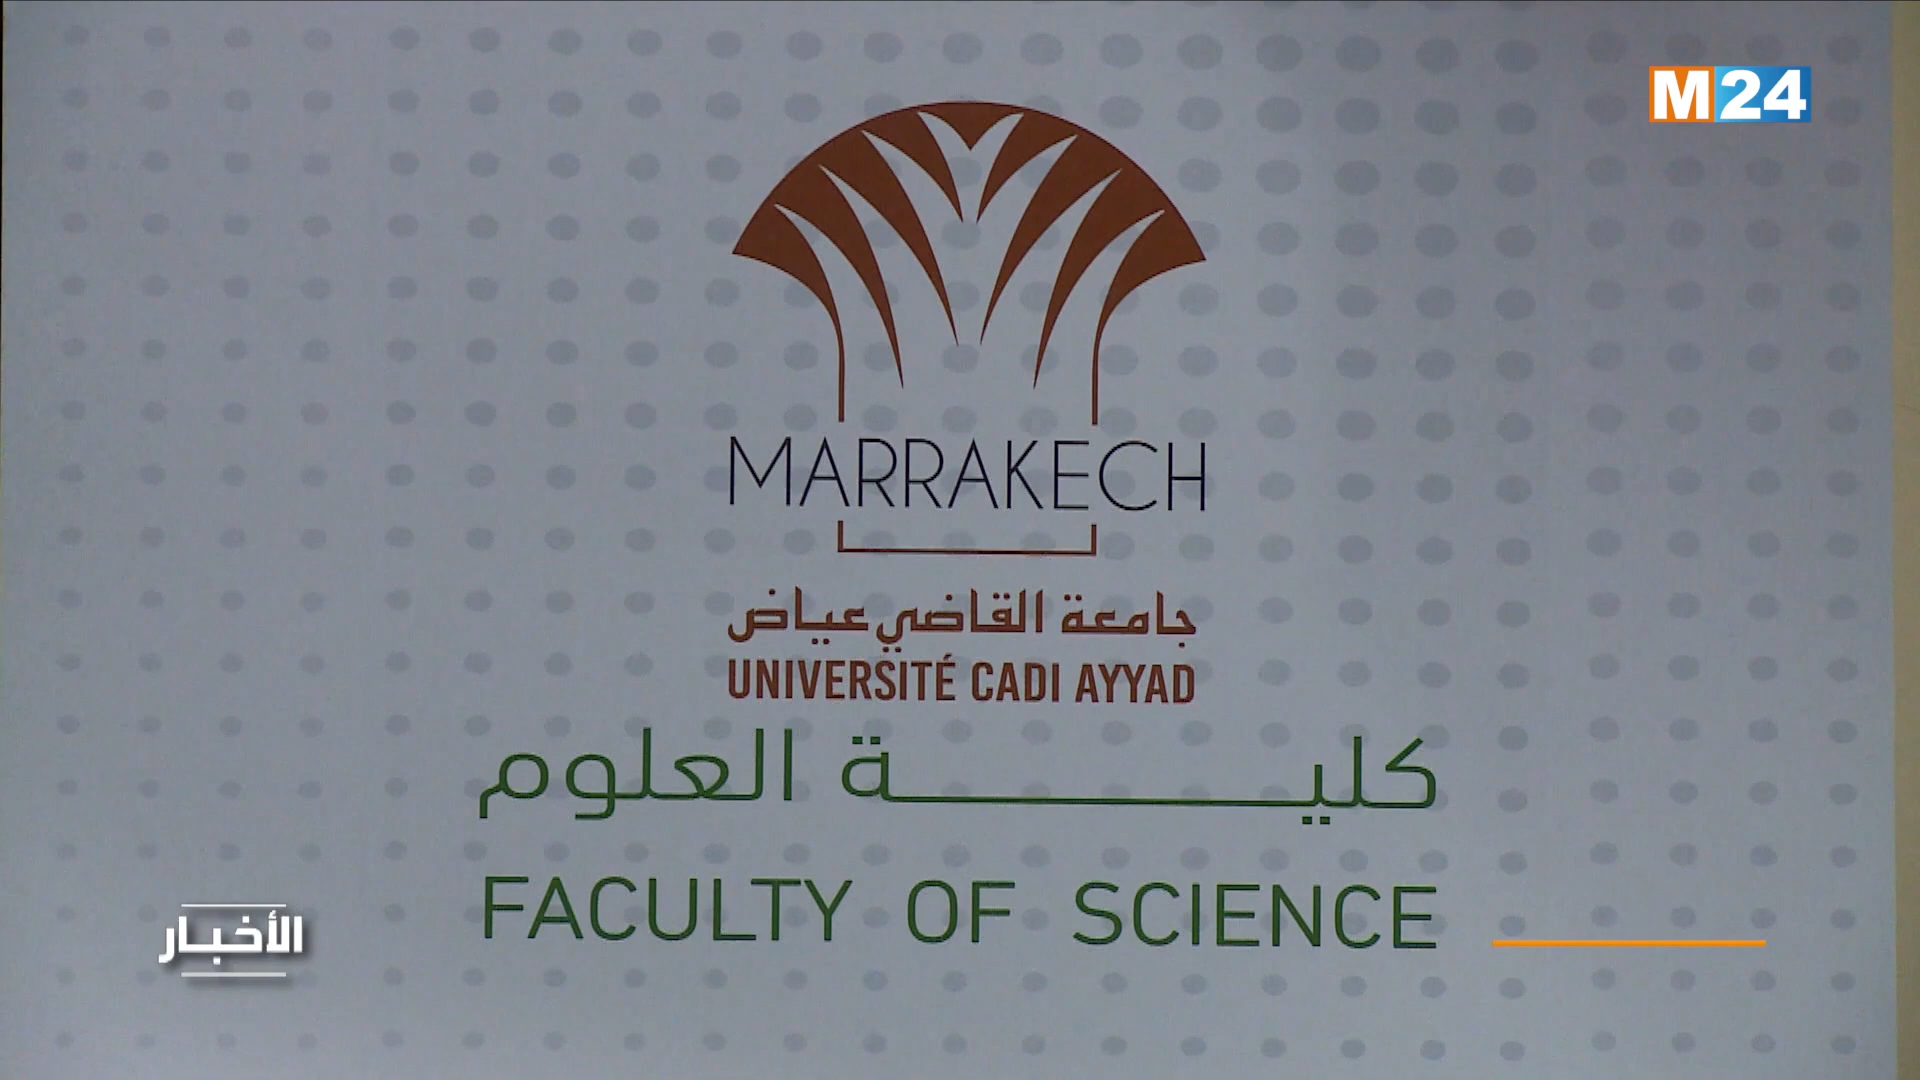 M24
MARRAKECH
جامعة القاضي عياض
UNIVERSITÉ CADI AYYAD
كليـــــــة العلوم
FACULTY OF SCIENCE
الأخبار